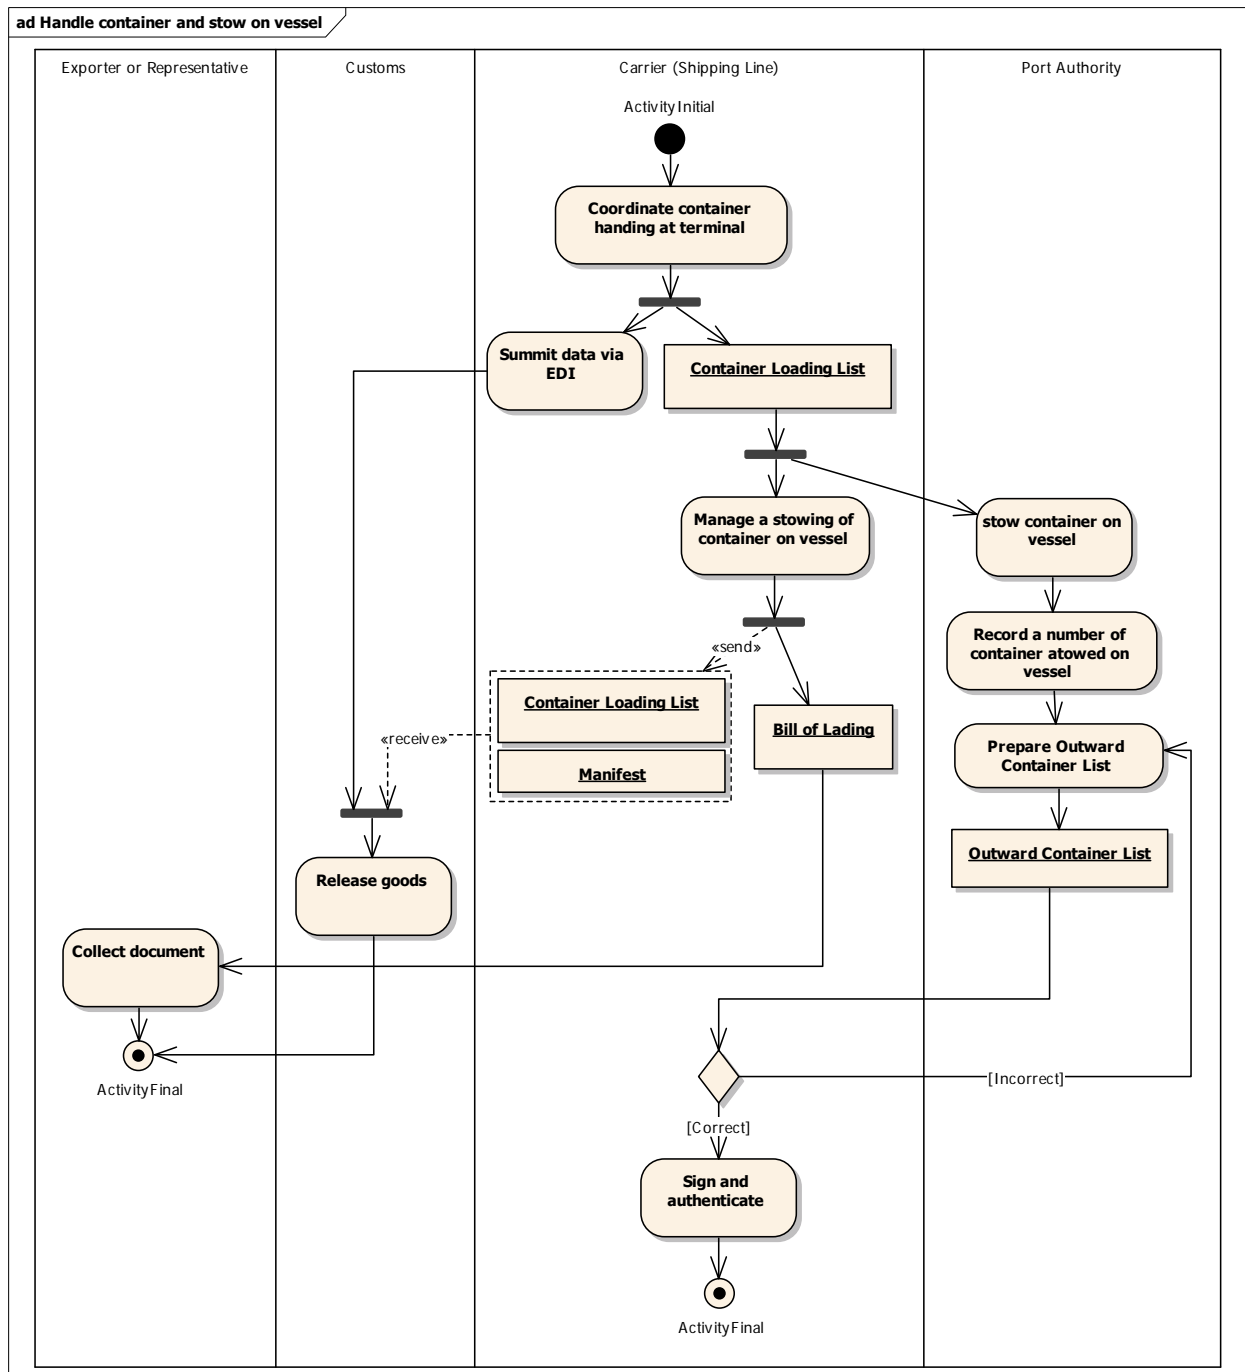 ad Handle container and stow on vessel
Exporter or Representative
Customs
Carrier (Shipping Line)
Port Authority
Activity Initial
Coordinate container
handing at terminal
Summit data via
EDI
Container Loading List
Manage a stowing of
container on vessel
stow container on
vessel
Record a number of
container atowed on
vessel
«send»
Container Loading List
Manifest
«receive»
Bill of Lading
Prepare Outward
Container List
Outward Container List
Release goods
Collect document
ActivityFinal
[Incorrect]
[Correct]
Sign and
authenticate
ActivityFinal